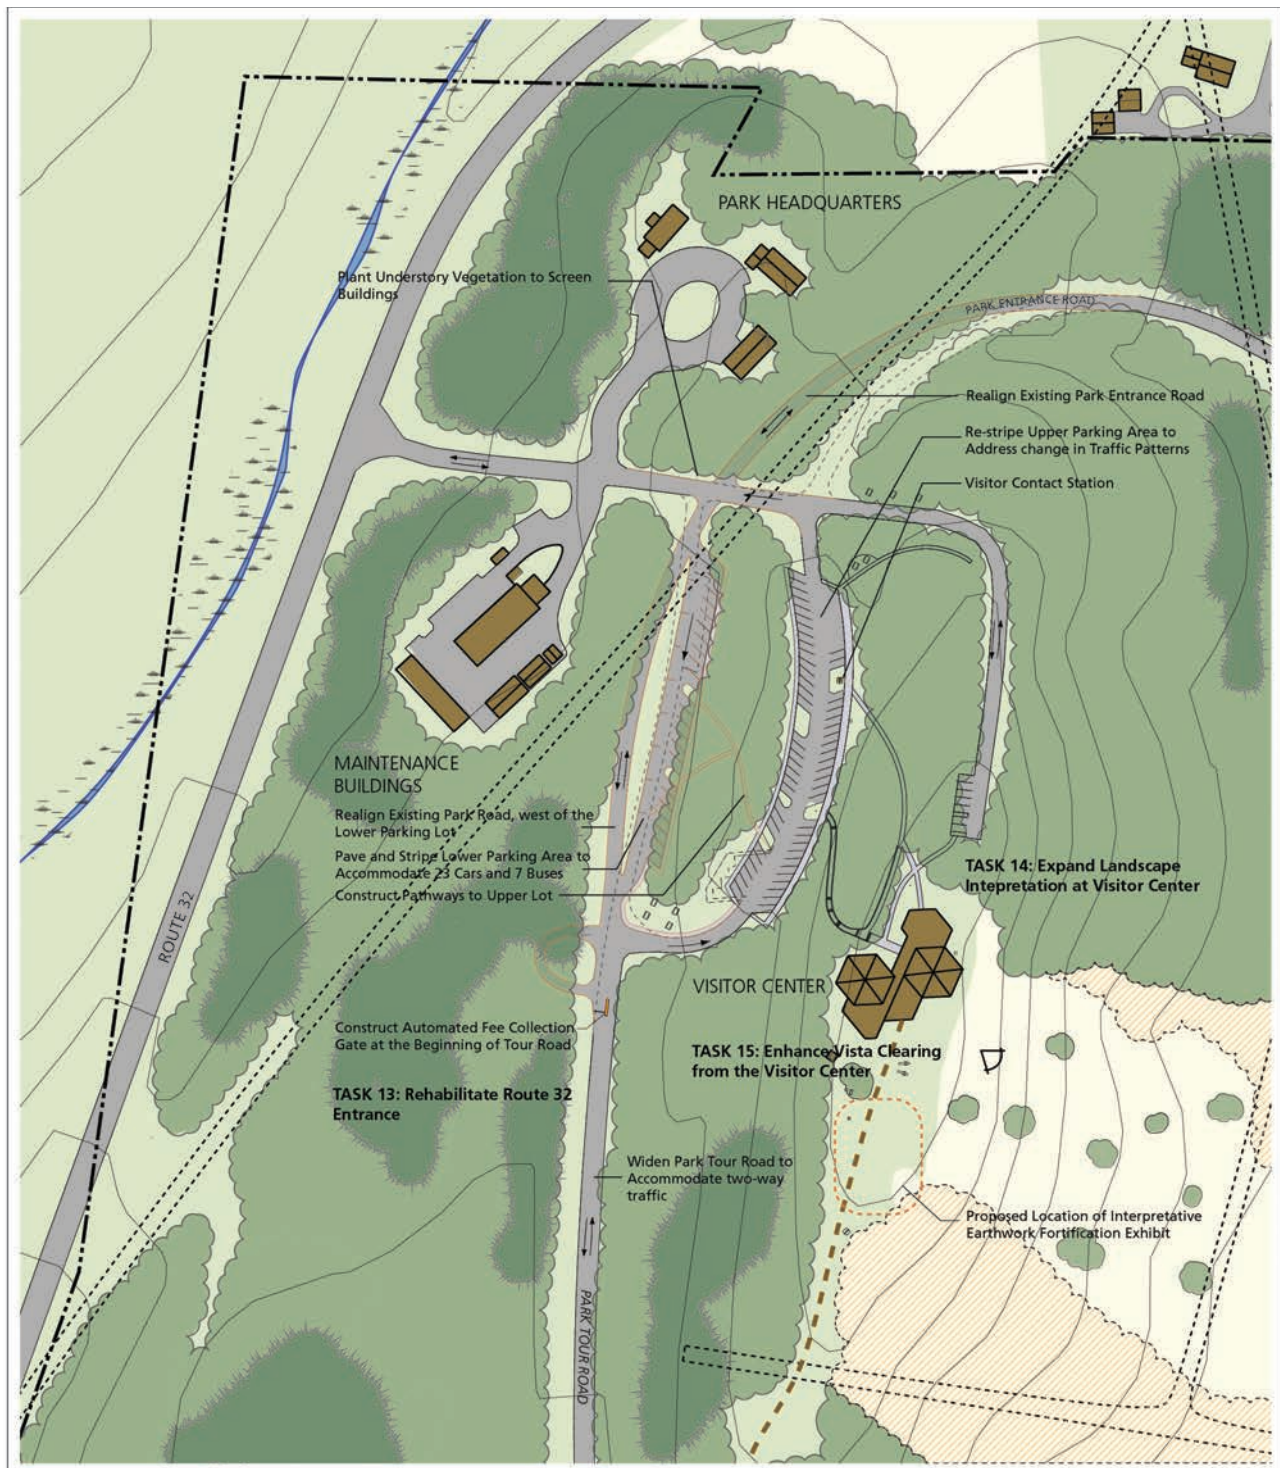 PARK HEADQUARTERS
Plant Understory Vegetation to Screen
Buildings
PARK ENTRANCE ROAD
Realign Existing Park Entrance Road
Re-stripe Upper Parking Area to
Address change in Traffic Patterns
Visitor Contact Station
MAINTENANCE
BUILDINGS
Realign Existing Park Road, west of the
Lower Parking Lot
Pave and Stripe Lower Parking Area to
Accommodate 23 Cars and 7 Buses
Construct Pathways to Upper Lot
TASK 14: Expand Landscape
Intepretation at Visitor Center
ROUTE 32
VISITOR CENTER
Construct Automated Fee Collection
Gate at the Beginning of Tour Road
TASK 15: Enhance Vista Clearing
from the Visitor Center
TASK 13: Rehabilitate Route 32
Entrance
Widen Park Tour Road to
Accommodate two-way
traffic
Proposed Location of Interpretative
Earthwork Fortification Exhibit
PARK TOUR ROAD